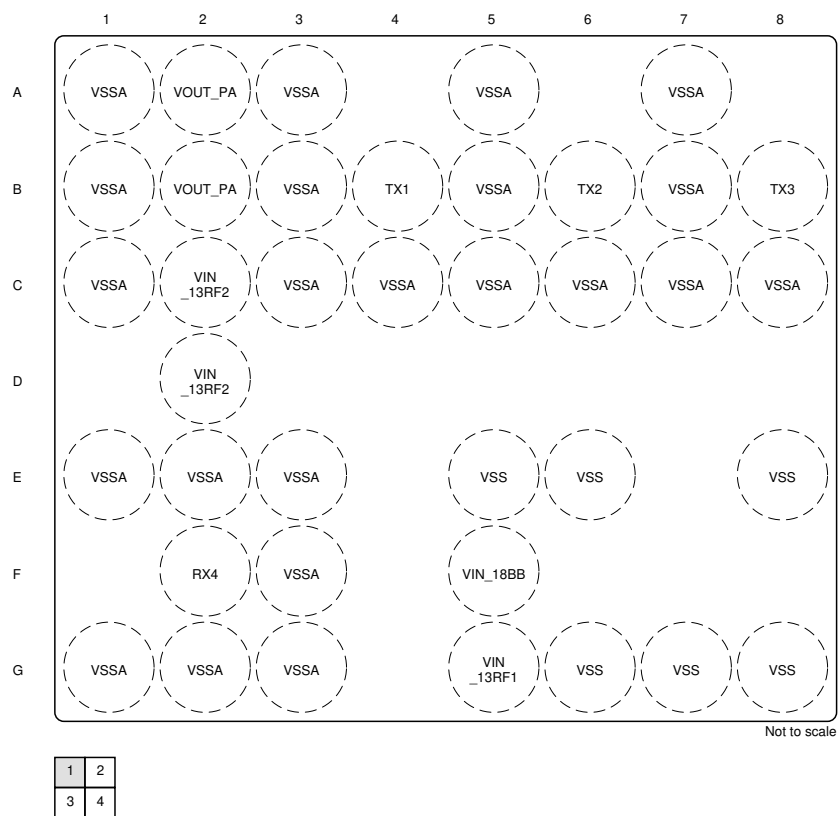 1 2 3 4 5 6 7 8
A VSSA VOUT_PA VSSA VSSA VSSA
B VSSA VOUT_PA VSSA TX1 VSSA TX2 VSSA TX3
C VSSA VIN _13RF2 VSSA VSSA VSSA VSSA VSSA VSSA
D VIN _13RF2
E VSSA VSSA VSSA VSS VSS VSS
F RX4 VSSA VIN_18BB
G VSSA VSSA VSSA VIN _13RF1 VSS VSS VSS
Not to scale
1 2
3 4